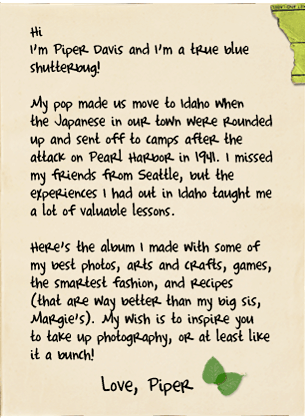 Hi
I'm Piper Davis and I'm a true blue
shutterbug!
My pop made us move to Idaho when
the Japanese in our town were rounded
up and sent off to camps after the
attack on Pearl Harbor in 1941. I missed
my friends from Seattle, but the
experiences I had out in Idaho taught me
a lot of valuable lessons.
Here's the album I made with some of
my best photos, arts and crafts, games,
the smartest fashion, and recipes
(that are way better than my big sis,
Margie's). My wish is to inspire you
to take up photography, or at least like
it a bunch!
Love, Piper